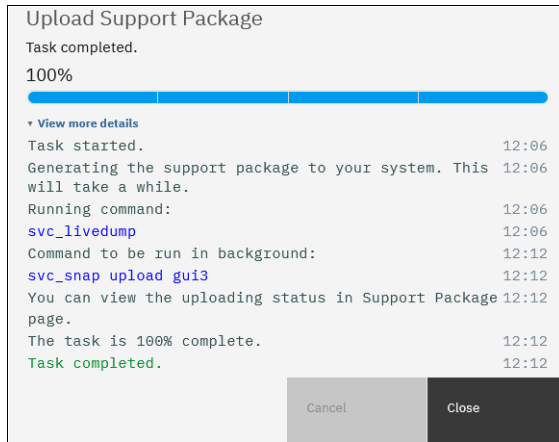 Upload Support Package
Task completed.
100%
▾ View more details
Task started. 12:06
Generating the support package to your system. This 12:06
will take a while.
Running command: 12:06
svc_livedump 12:06
Command to be run in background: 12:12
svc_snap upload gui3 12:12
You can view the uploading status in Support Package 12:12
page.
The task is 100% complete. 12:12
Task completed. 12:12
Cancel Close